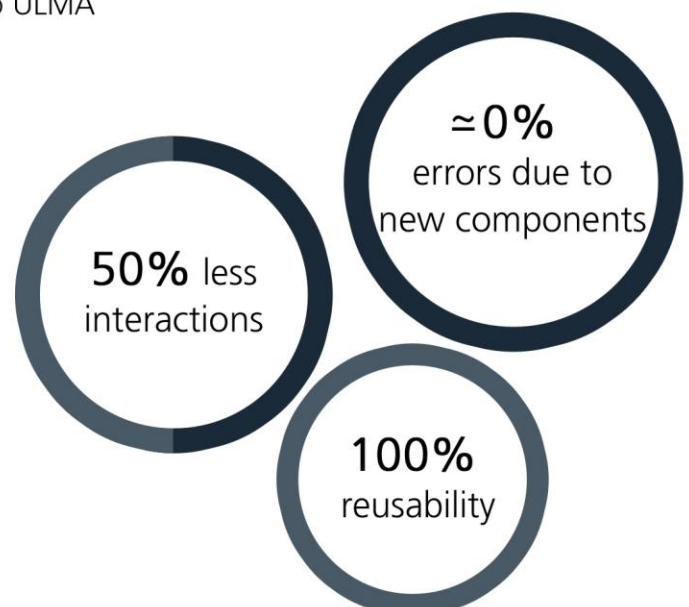 ULMA
≃0%
errors due to
new components
50% less
interactions
100%
reusability